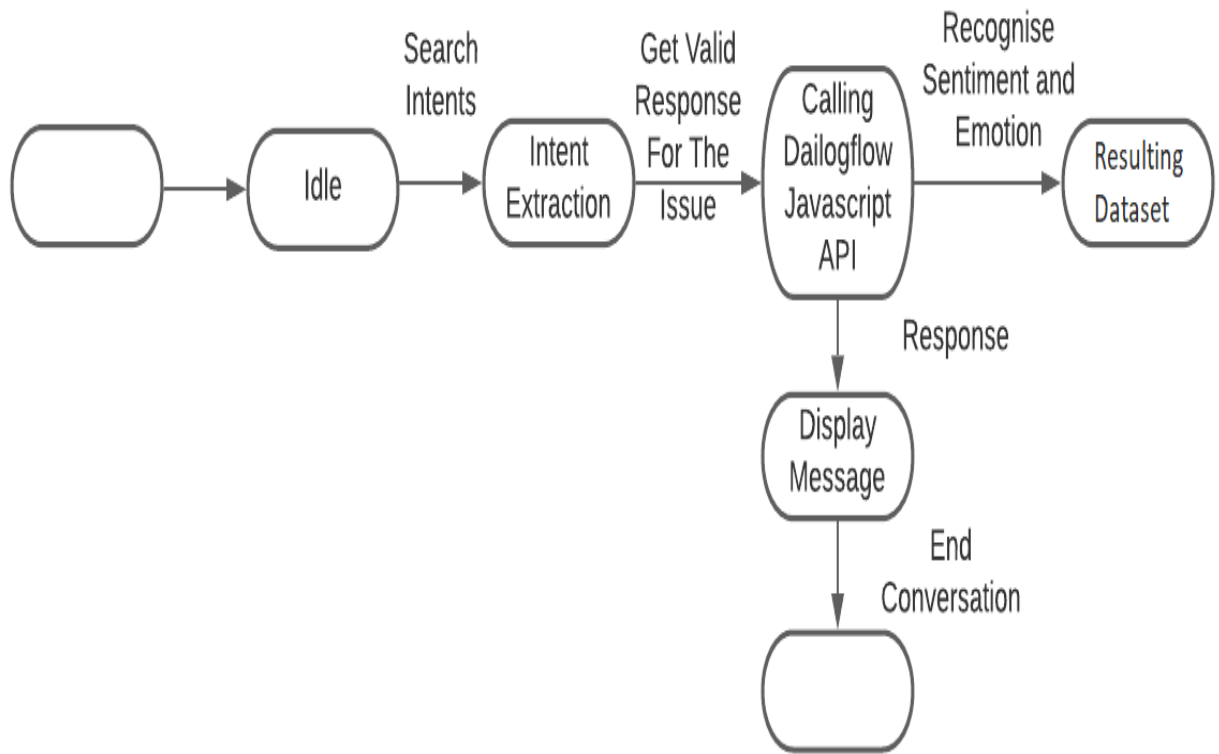 Idle
Search
Intents
Intent
Extraction
Get Valid
Response
For The
Issue
Calling
Dailogflow
Javascript
API
Recognise
Sentiment and
Emotion
Resulting
Dataset
Response
Display
Message
End
Conversation